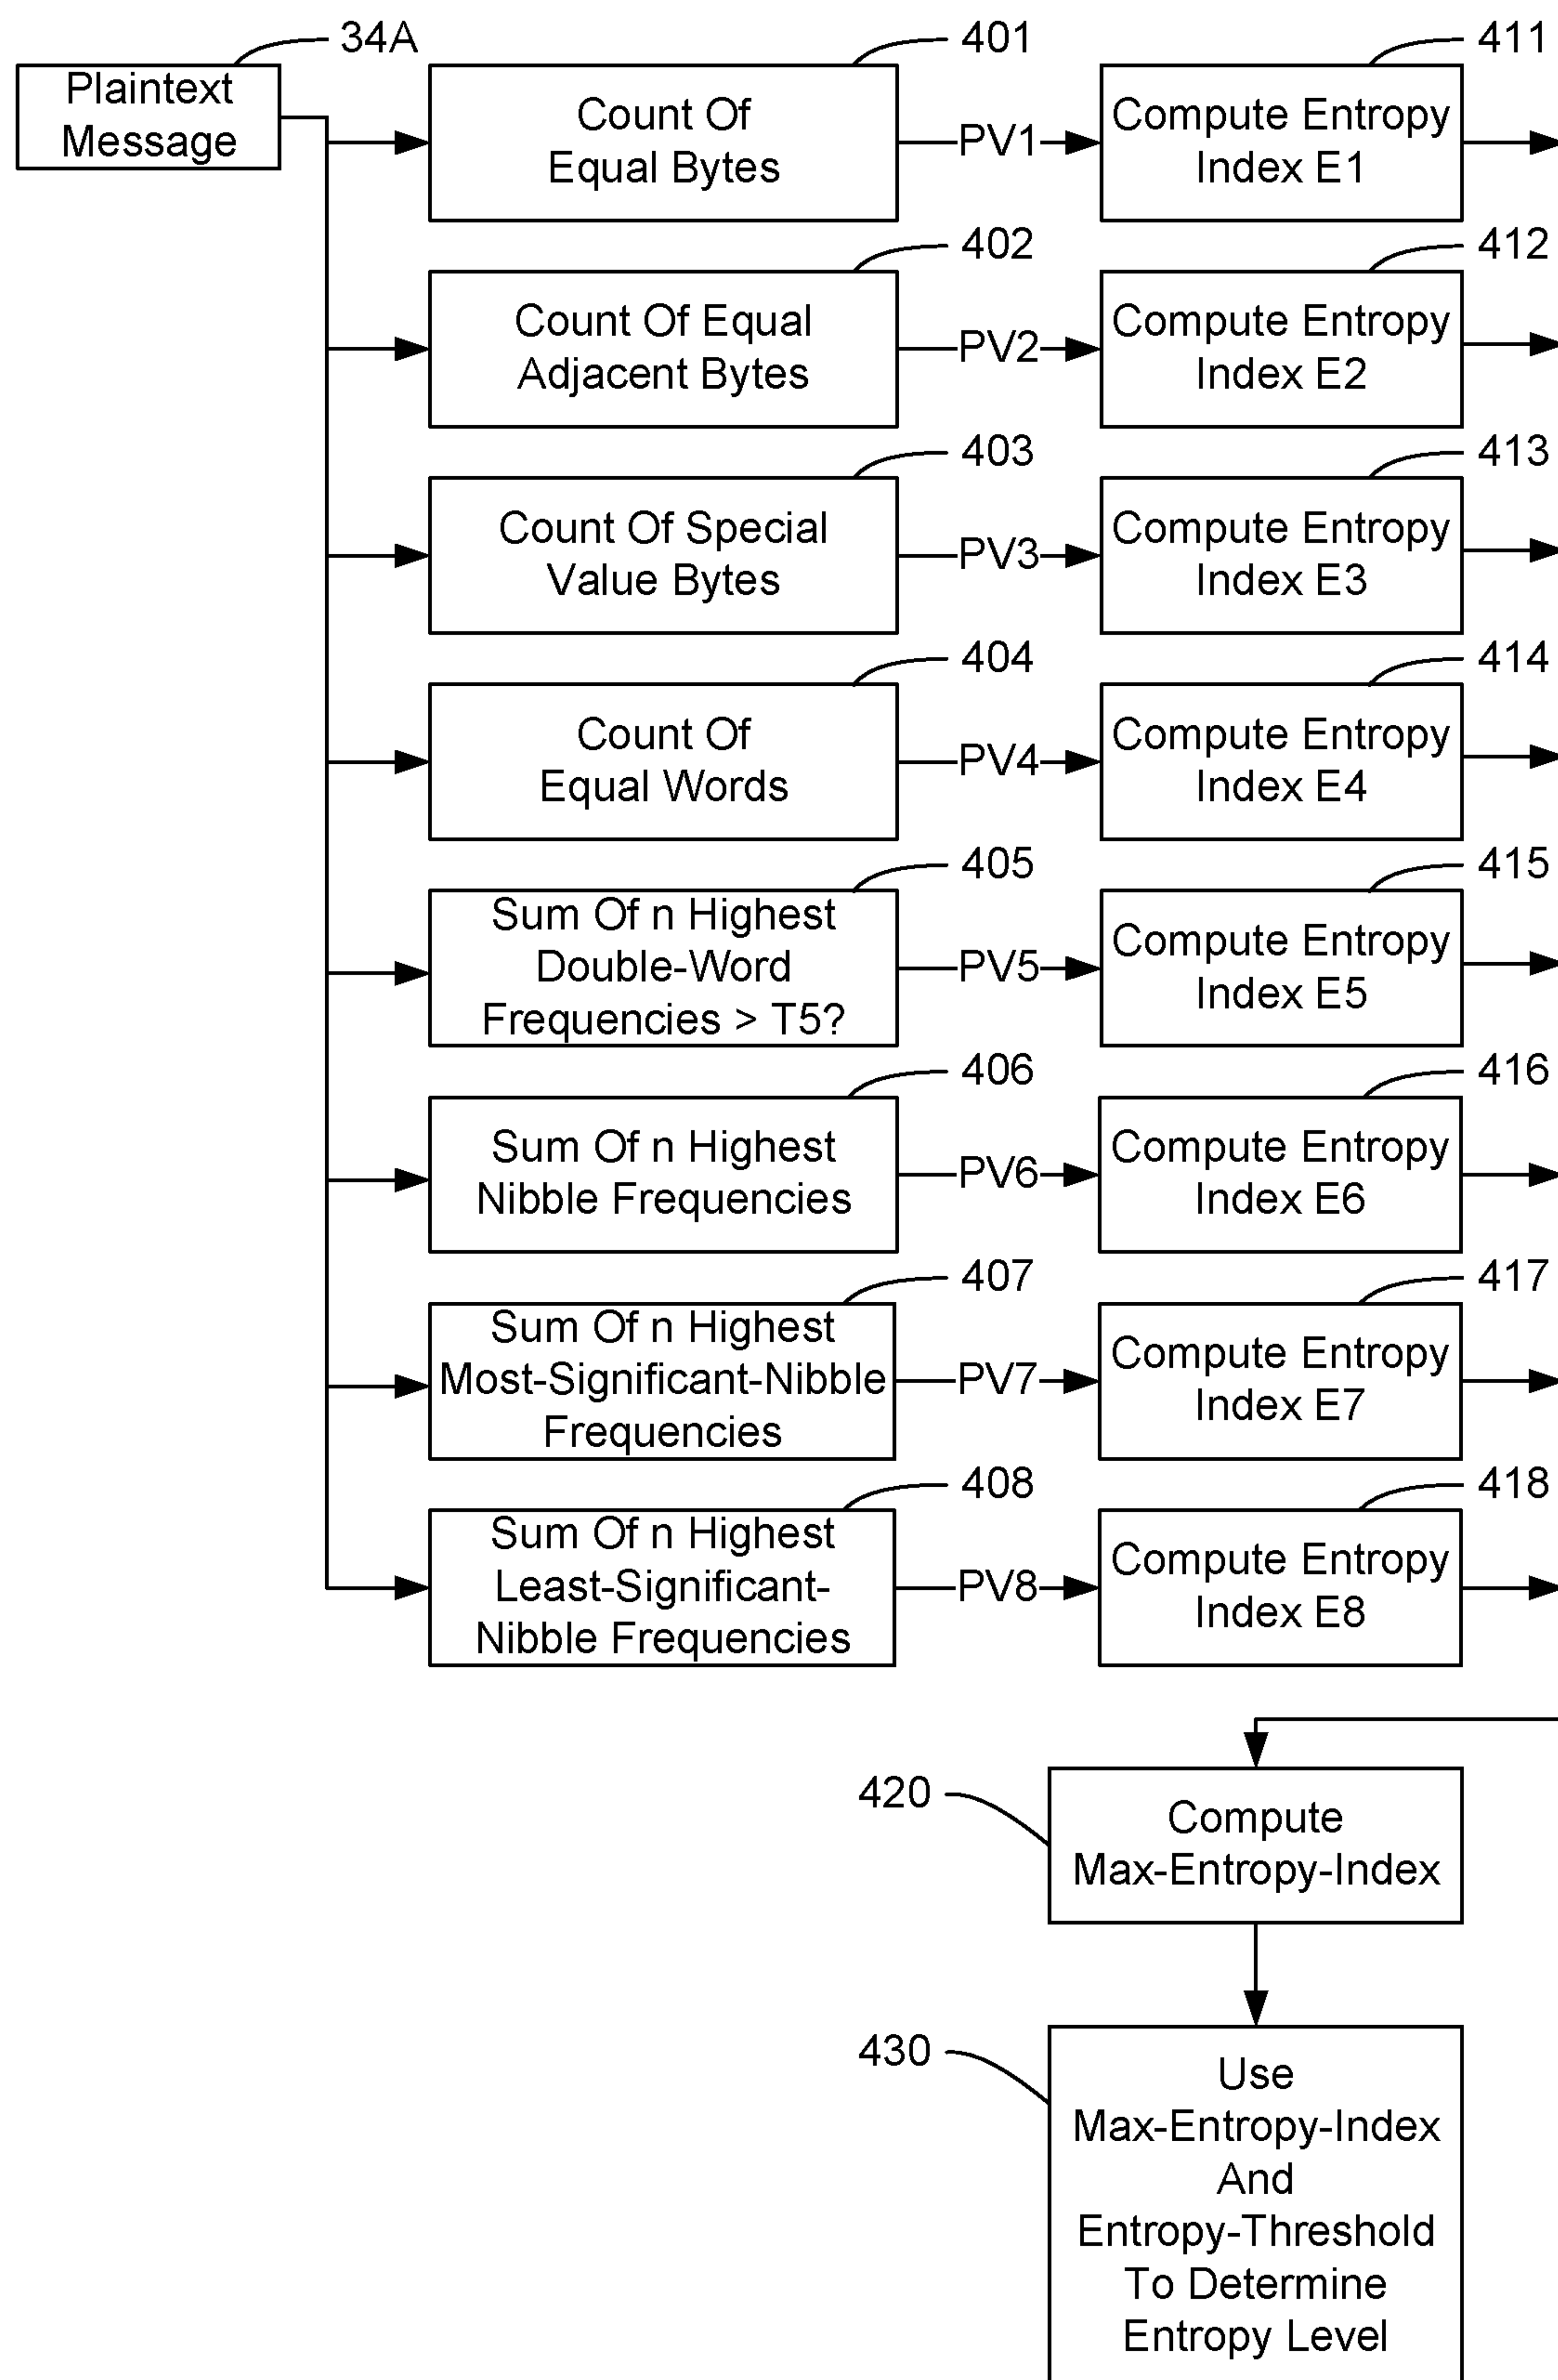 34A
Plaintext
Message
401
Count Of
Equal Bytes
PV1
411
Compute Entropy
Index E1
402
Count Of Equal
Adjacent Bytes
PV2
412
Compute Entropy
Index E2
403
Count Of Special
Value Bytes
PV3
413
Compute Entropy
Index E3
404
Count Of
Equal Words
PV4
414
Compute Entropy
Index E4
405
Sum Of n Highest
Double-Word
Frequencies > T5?
PV5
415
Compute Entropy
Index E5
406
Sum Of n Highest
Nibble Frequencies
PV6
416
Compute Entropy
Index E6
407
Sum Of n Highest
Most-Significant-Nibble
Frequencies
PV7
417
Compute Entropy
Index E7
408
Sum Of n Highest
Least-Significant-
Nibble Frequencies
PV8
418
Compute Entropy
Index E8
420
Compute
Max-Entropy-Index
430
Use
Max-Entropy-Index
And
Entropy-Threshold
To Determine
Entropy Level